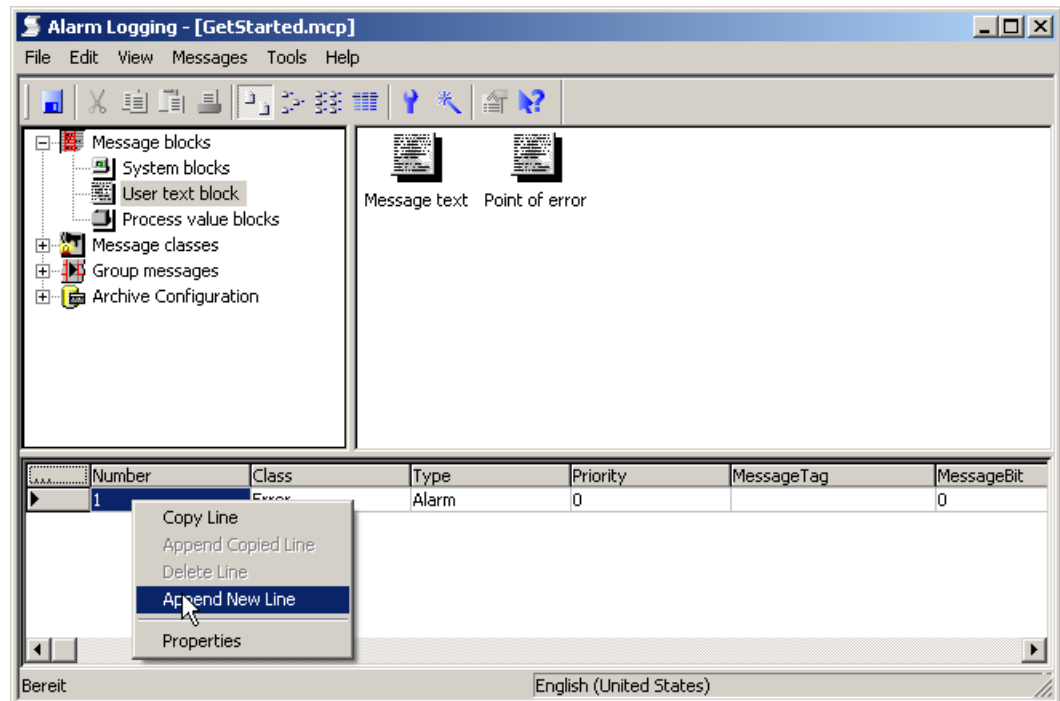 Alarm Logging - [GetStarted.mcp]
File Edit View Messages Tools Help
Message blocks
System blocks
User text block
Process value blocks
Message classes
Group messages
Archive Configuration
Message text Point of error
Number Class Type Priority MessageTag MessageBit
1 Error Alarm 0 0
Copy Line
Append Copied Line
Delete Line
Append New Line
Properties
Bereit English (United States)